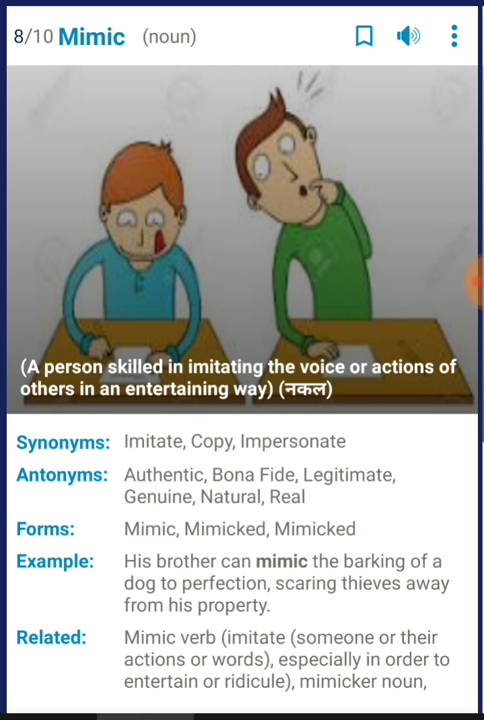 8/10 Mimic (noun)
(A person skilled in imitating the voice or actions of
others in an entertaining way) (नकल)
Synonyms: Imitate, Copy, Impersonate
Antonyms: Authentic, Bona Fide, Legitimate,
Genuine, Natural, Real
Forms: Mimic, Mimicked, Mimicked
Example: His brother can mimic the barking of a
dog to perfection, scaring thieves away
from his property.
Related: Mimic verb (imitate (someone or their
actions or words), especially in order to
entertain or ridicule), mimicker noun,